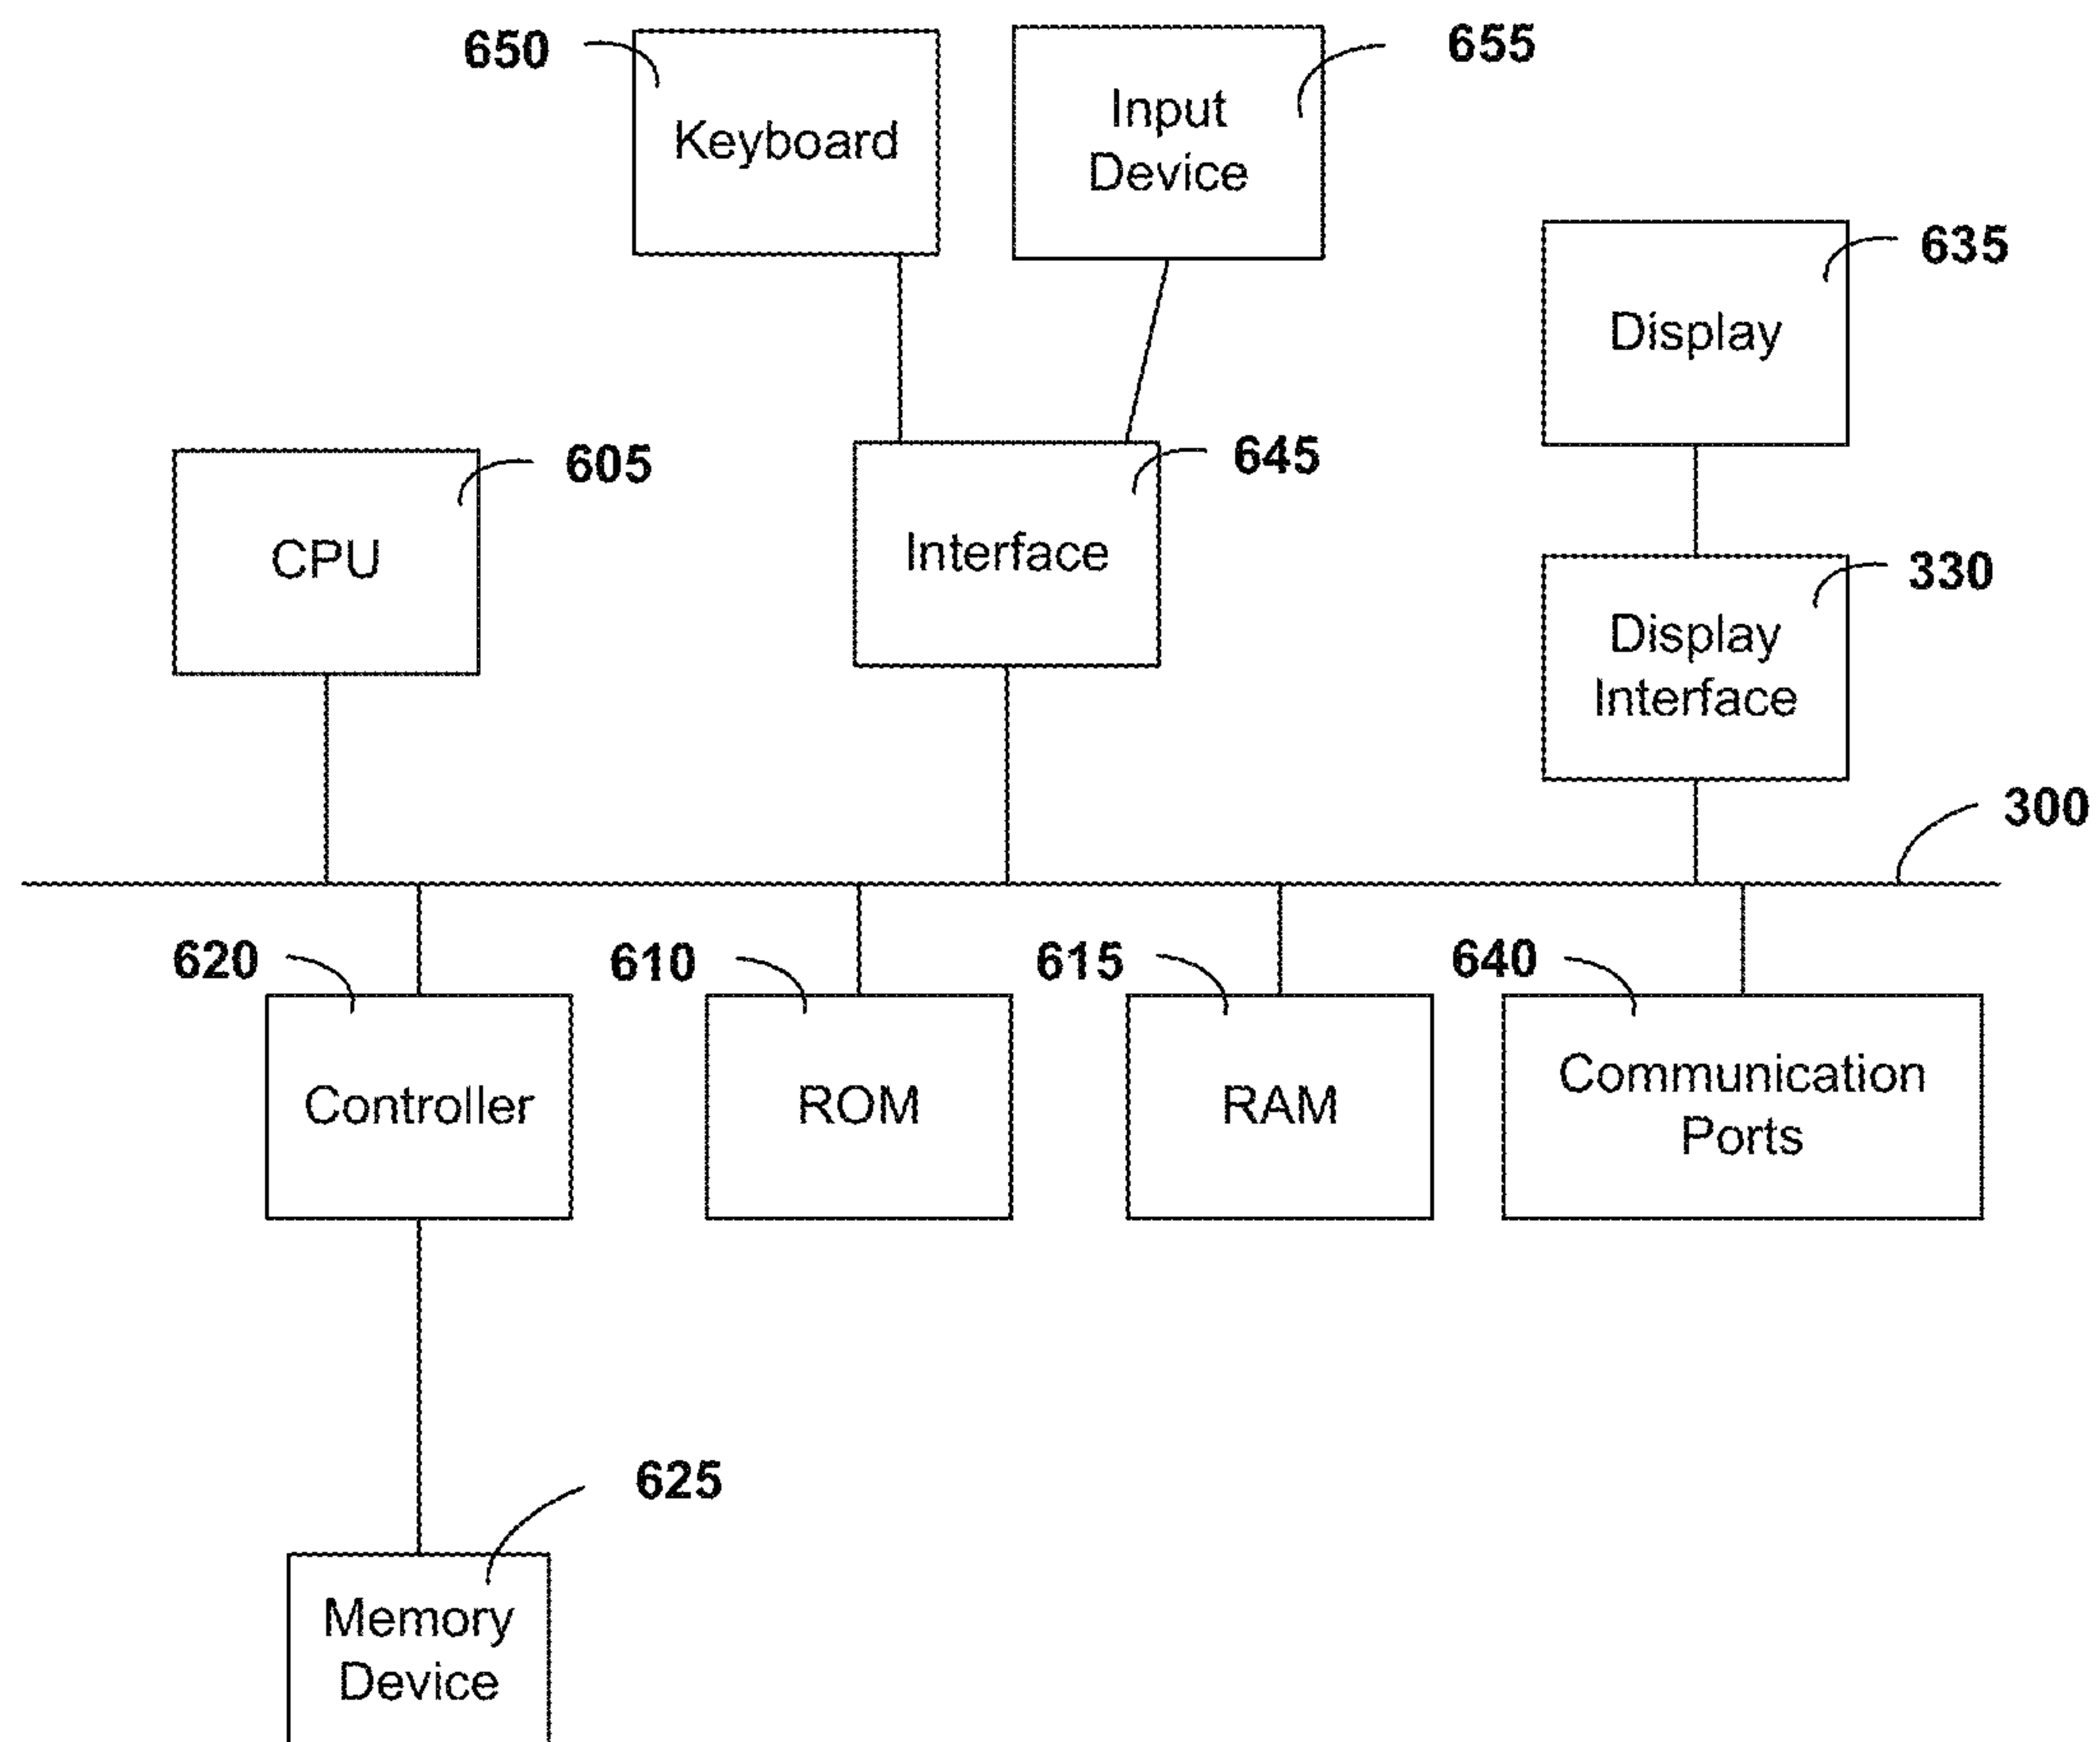 650
Keyboard
Input
Device
655
Display
635
CPU
605
Interface
645
Display
Interface
330
300
620
Controller
610
ROM
615
RAM
640
Communication
Ports
625
Memory
Device